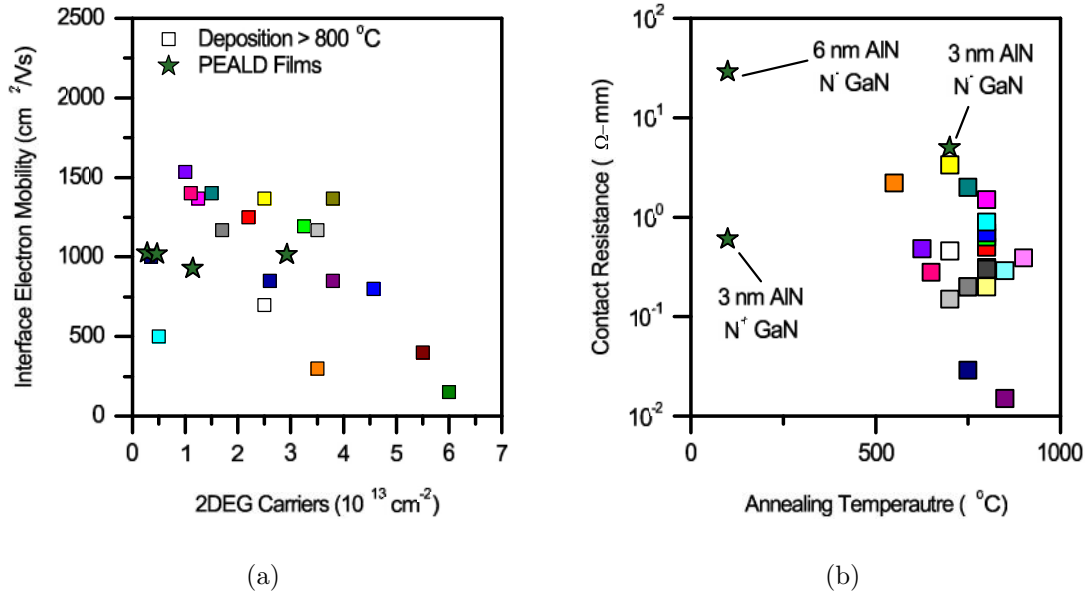 2500
2000
1500
1000
500
0
Interface Electron Mobility (cm 2/Vs)
Deposition > 800 oC
PEALD Films
0 1 2 3 4 5 6 7
2DEG Carriers (10 13 cm-2)
(a)
10^2
10^1
10^0
10^-1
10^-2
Contact Resistance ( Ω-mm)
6 nm AlN
N- GaN
3 nm AlN
N- GaN
3 nm AlN
N+ GaN
0 500 1000
Annealing Temperautre ( oC)
(b)